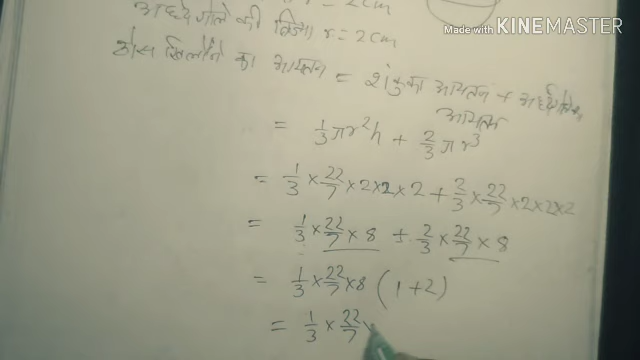 = 2cm
Made with KINEMASTER
अर्द्धगोले की त्रिज्या r = 2cm
ठोस खिलौने का आयतन = शंकु का आयतन + अर्द्धगोले का
आयतन
= 1/3 πr²h + 2/3 πr³
= 1/3 × 22/7 × 2 × 2 × 2 + 2/3 × 22/7 × 2 × 2 × 2
= 1/3 × 22/7 × 8 + 2/3 × 22/7 × 8
= 1/3 × 22/7 × 8 (1+2)
= 1/3 × 22/7 ×